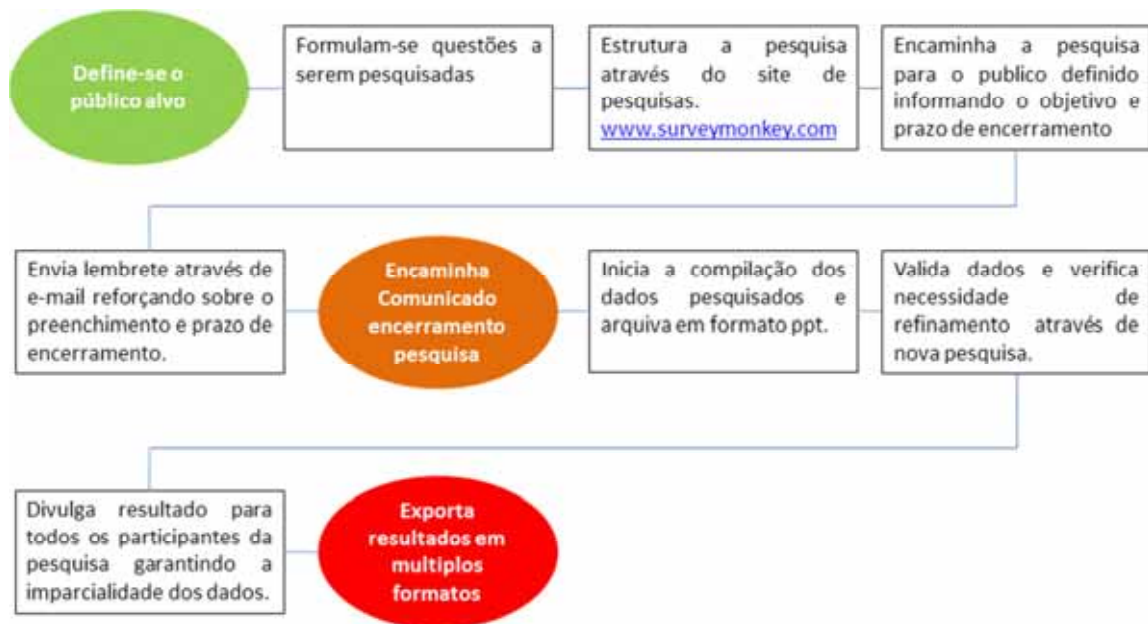 Define-se o
público alvo
Formulam-se questões a
serem pesquisadas
Estrutura a pesquisa
através do site de
pesquisas.
www.surveymonkey.com
Encaminha a pesquisa
para o publico definido
informando o objetivo e
prazo de encerramento
Envia lembrete através de
e-mail reforçando sobre o
preenchimento e prazo de
encerramento.
Encaminha
Comunicado
encerramento
pesquisa
Inicia a compilação dos
dados pesquisados e
arquiva em formato ppt.
Valida dados e verifica
necessidade de
refinamento através de
nova pesquisa.
Divulga resultado para
todos os participantes da
pesquisa garantindo a
imparcialidade dos dados.
Exporta
resultados em
multiplos
formatos